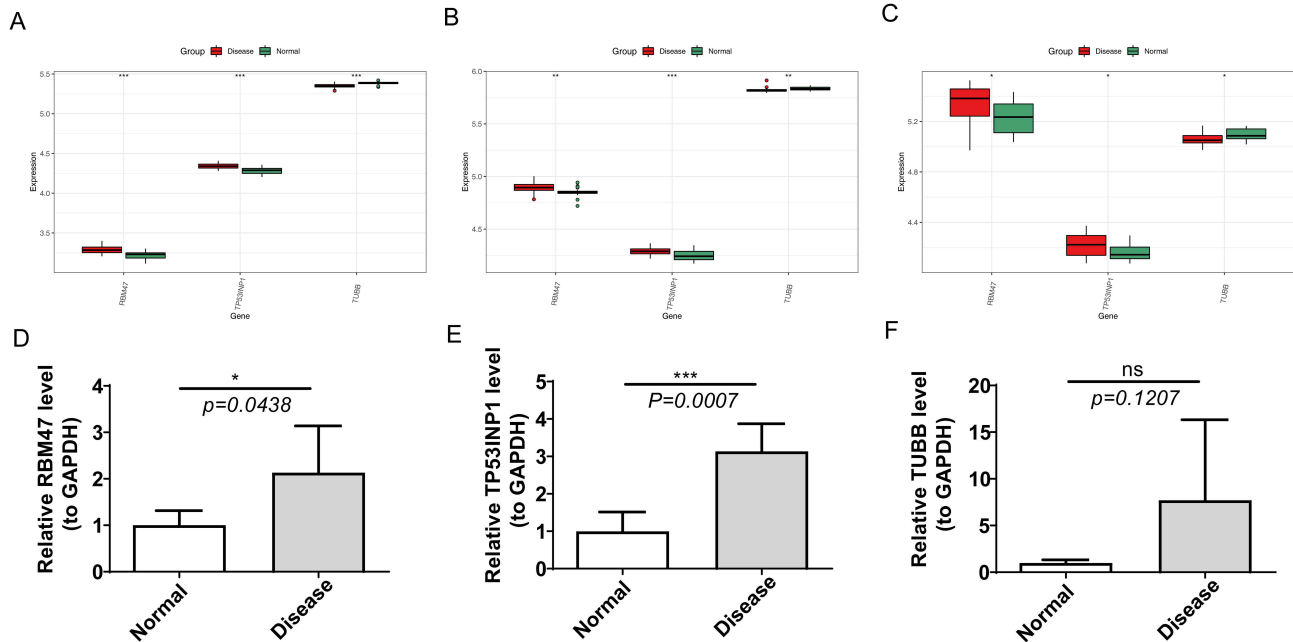 A
Group Disease Normal
*** *** ***
5.5
5.0
4.5
4.0
3.5
Expression
RBM47
TP53INP1
TUBB
Gene
B
Group Disease Normal
** *** **
6.0
5.5
5.0
4.5
Expression
RBM47
TP53INP1
TUBB
Gene
C
Group Disease Normal
* * *
5.2
4.8
4.4
Expression
RBM47
TP53INP1
TUBB
Gene
D
Relative RBM47 level
(to GAPDH)
4
3
2
1
0
*
p=0.0438
Normal
Disease
E
Relative TP53INP1 level
(to GAPDH)
5
4
3
2
1
0
***
P=0.0007
Normal
Disease
F
Relative TUBB level
(to GAPDH)
20
15
10
5
0
ns
p=0.1207
Normal
Disease